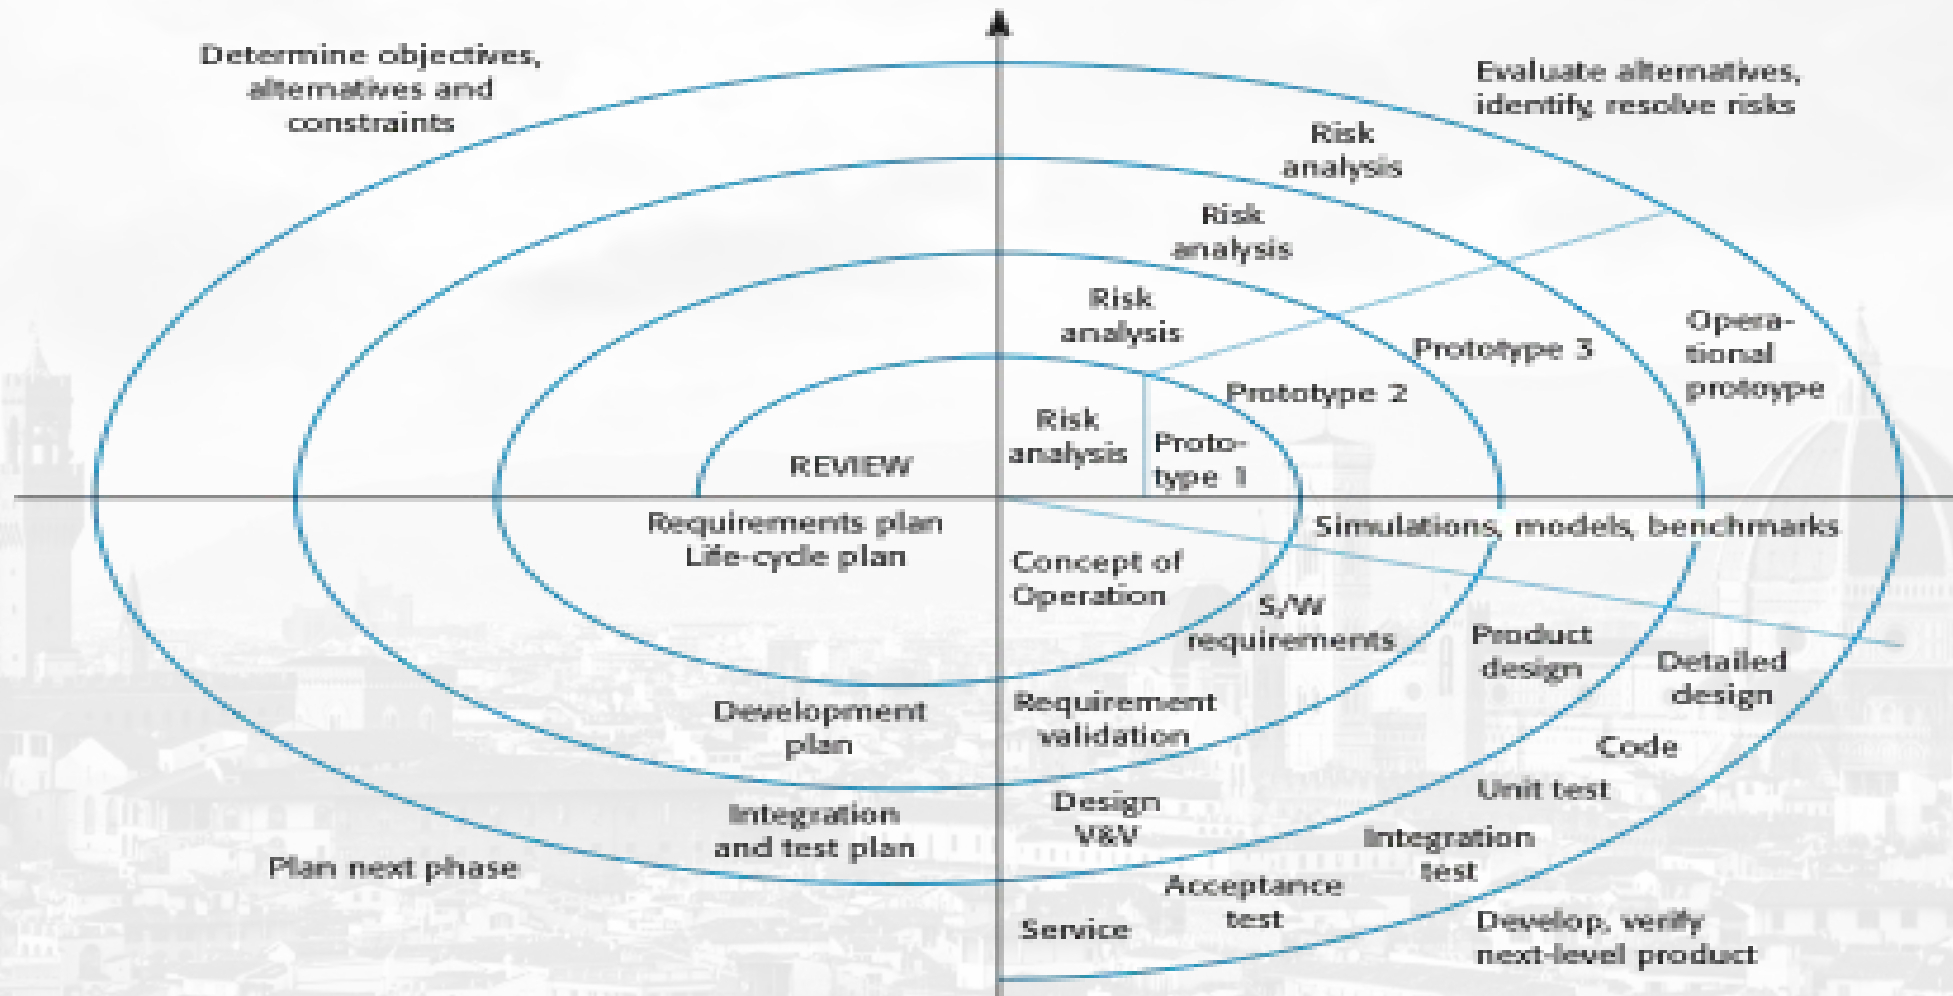 Determine objectives,
alternatives and
constraints
Evaluate alternatives,
identify, resolve risks
Risk
analysis
Risk
analysis
Risk
analysis
Risk
analysis
Proto-
type 1
Prototype 2
Prototype 3
Opera-
tional
protoype
REVIEW
Requirements plan
Life-cycle plan
Development
plan
Integration
and test plan
Plan next phase
Simulations, models, benchmarks
Concept of
Operation
S/W
requirements
Requirement
validation
Product
design
Detailed
design
Code
Unit test
Design
V&V
Integration
test
Acceptance
test
Service
Develop, verify
next-level product